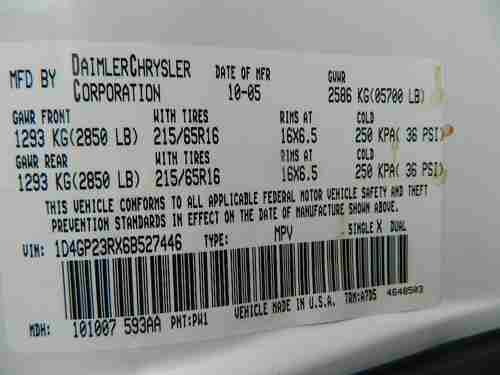 MFD BY DAIMLERCHRYSLER CORPORATION DATE OF MFR 10-05 GVWR 2586 KG(05700 LB)
GAWR FRONT WITH TIRES RIMS AT COLD
1293 KG(2850 LB) 215/65R16 16X6.5 250 KPA( 36 PSI)
GAWR REAR WITH TIRES RIMS AT COLD
1293 KG(2850 LB) 215/65R16 16X6.5 250 KPA( 36 PSI)
THIS VEHICLE CONFORMS TO ALL APPLICABLE FEDERAL MOTOR VEHICLE SAFETY AND THEFT
PREVENTION STANDARDS IN EFFECT ON THE DATE OF MANUFACTURE SHOWN ABOVE.
VIN: 1D4GP23RX6B527446 TYPE: MPV SINGLE X DUAL
MDH: 101007 593AA PNT:PW1 VEHICLE MADE IN U.S.A. TRM:A7D5 4648503